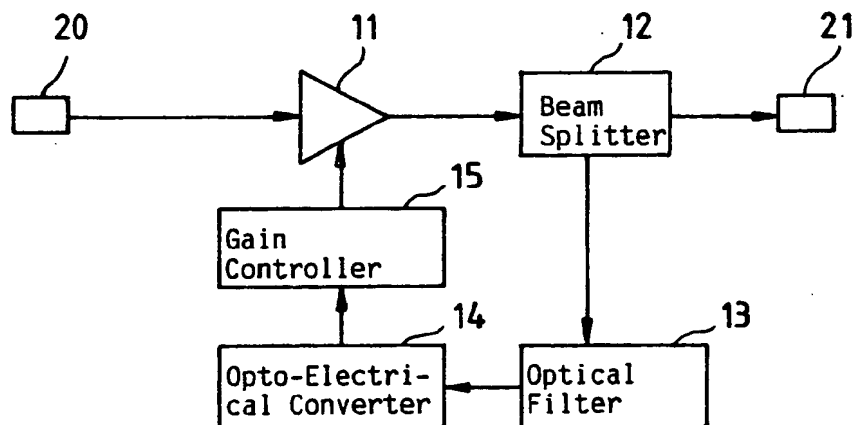 20
11
12
21
Beam
Splitter
15
Gain
Controller
14
13
Opto-Electri-
cal Converter
Optical
Filter